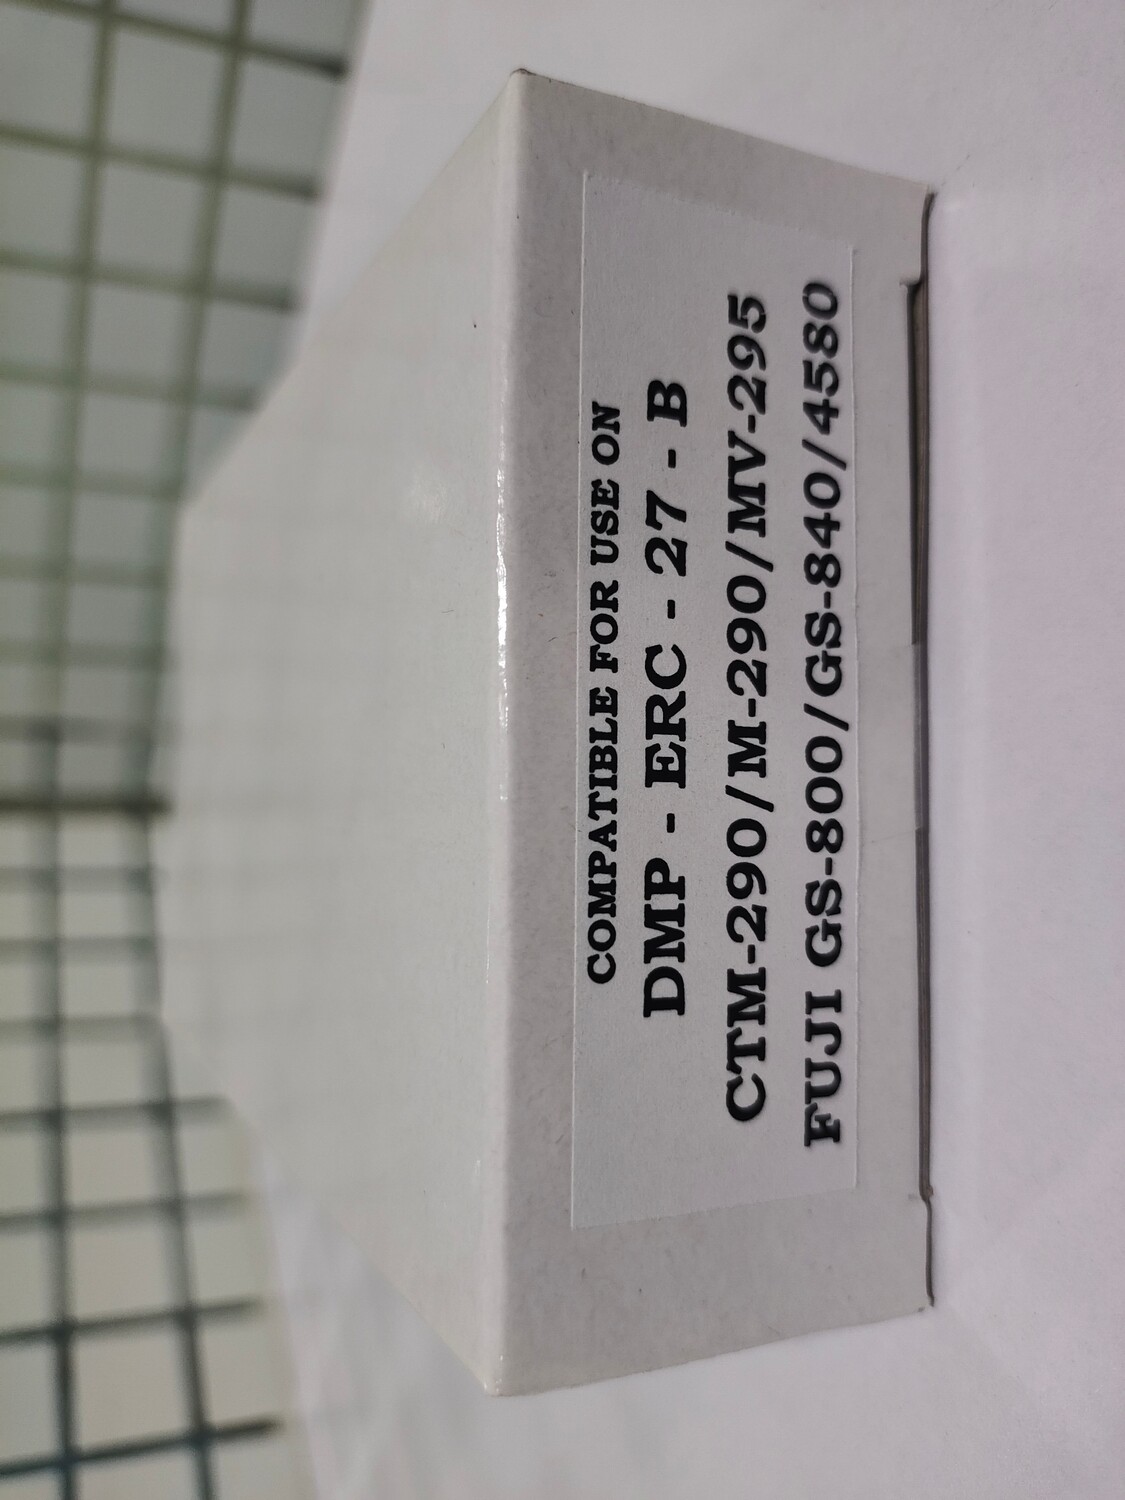 COMPATIBLE FOR USE ON
DMP - ERC - 27 - B
CTM-290/M-290/MV-295
FUJI GS-800/GS-840/4580